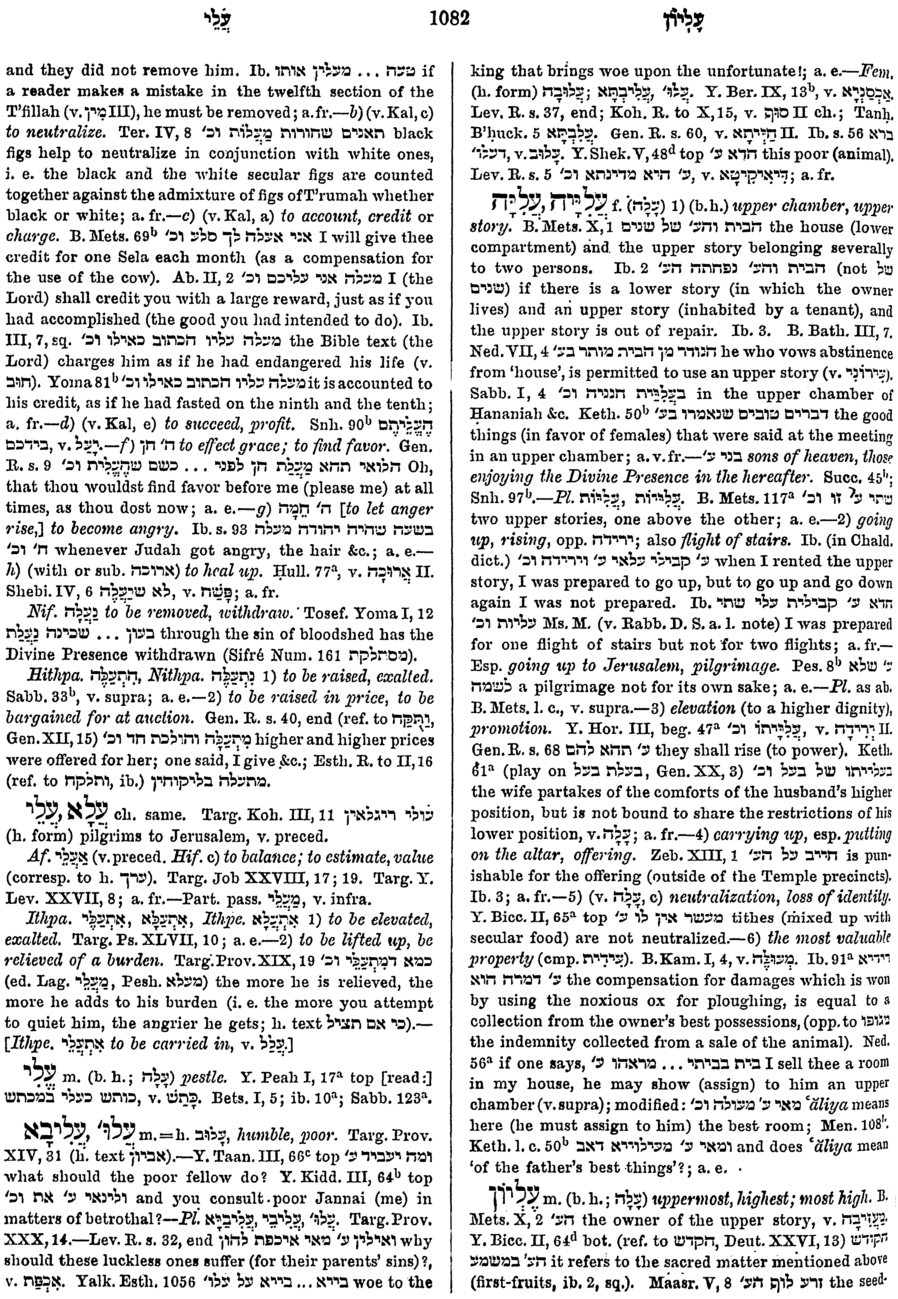 עֲלֵי
1082
עֶלְיוֹן
and they did not remove him. Ib. טעה ... מעלין אותו if
a reader makes a mistake in the twelfth section of the
T'fillah (v. מִין III), he must be removed; a. fr.—b) (v. Kal, c)
to neutralize. Ter. IV, 8 תאנים שחורות מַעֲלוֹת וכ' black
figs help to neutralize in conjunction with white ones,
i. e. the black and the white secular figs are counted
together against the admixture of figs of T'rumah whether
black or white; a. fr.—c) (v. Kal, a) to account, credit or
charge. B. Mets. 69ᵇ אני אעלה לך סלע וכ' I will give thee
credit for one Sela each month (as a compensation for
the use of the cow). Ab. II, 2 מעלה אני עליכם וכ' I (the
Lord) shall credit you with a large reward, just as if you
had accomplished (the good you had intended to do). Ib.
III, 7, sq. מעלה עליו הכתוב כאילו וכ' the Bible text (the
Lord) charges him as if he had endangered his life (v.
חוב). Yoma 81ᵇ מעלה עליו הכתוב כאילו וכ' it is accounted to
his credit, as if he had fasted on the ninth and the tenth;
a. fr.—d) (v. Kal, e) to succeed, profit. Snh. 90ᵇ הֶעֱלֵיתֶם
בידכם, v. יָעַל.—f) ה' חן to effect grace; to find favor. Gen.
R. s. 9 הלואי תהא מַעֲלַת חן לפני ... כשם שהֶעֱלֵית וכ' Oh,
that thou wouldst find favor before me (please me) at all
times, as thou dost now; a. e.—g) ה' חֵמָה [to let anger
rise,] to become angry. Ib. s. 93 בשעה שהיה יהודה מעלה
ח' וכ' whenever Judah got angry, the hair &c.; a. e.—
h) (with or sub. ארוכה) to heal up. Ḥull. 77ᵃ, v. אֲרוּכָה II.
Shebi. IV, 6 לא שיַעֲלֶה, v. פָּשַׁח; a. fr.
Nif. נַעֲלָה to be removed, withdraw. Tosef. Yoma I, 12
בעון ... שכינה נַעֲלֵת through the sin of bloodshed has the
Divine Presence withdrawn (Sifré Num. 161 מסתלקת).
Hithpa. הִתְעַלֶּה, Nithpa. נִתְעַלֶּה 1) to be raised, exalted.
Sabb. 33ᵇ, v. supra; a. e.—2) to be raised in price, to be
bargained for at auction. Gen. R. s. 40, end (ref. to וַתֻּקַּח,
Gen. XII, 15) מִתְעַלָּה והולכת חד וכ' higher and higher prices
were offered for her; one said, I give &c.; Esth. R. to II, 16
(ref. to ותלקח, ib.) מתעלה בליקוחין.
עֲלָא, עֲלֵי ch. same. Targ. Koh. III, 11 עולי ריגלאין
(h. form) pilgrims to Jerusalem, v. preced.
Af. אַעֲלֵי (v. preced. Hif. c) to balance; to estimate, value
(corresp. to h. ערך). Targ. Job XXVIII, 17; 19. Targ. Y.
Lev. XXVII, 8; a. fr.—Part. pass. מַעֲלֵי, v. infra.
Ithpa. אִתְעַלָּא, אִתְעַלֵּי, Ithpe. אִתְעֲלָא 1) to be elevated,
exalted. Targ. Ps. XLVII, 10; a. e.—2) to be lifted up, be
relieved of a burden. Targ. Prov. XIX, 19 כמא דמִתְעַלֵּי וכ'
(ed. Lag. מַעֲלֵי, Pesh. מעלא) the more he is relieved, the
more he adds to his burden (i. e. the more you attempt
to quiet him, the angrier he gets; h. text כי אם תציל).—
[Ithpe. אִתְעֲלֵי to be carried in, v. עֲלַל.]
עֱלִי m. (b. h.; עָלָה) pestle. Y. Peah I, 17ᵃ top [read:]
כותש כעלי במכתש, v. כָּתַשׁ. Bets. I, 5; ib. 10ᵃ; Sabb. 123ᵃ.
עֲלִיבָא, עֲלוּ' m.=h. עָלוּב, humble, poor. Targ. Prov.
XIV, 31 (h. text אביון).—Y. Taan. III, 66ᶜ top ומה יעביד ע'
what should the poor fellow do? Y. Kidd. III, 64ᵇ top
ולינאי ע' את וכ' and you consult poor Jannai (me) in
matters of betrothal?—Pl. עֲלִיבַיָּא, עֲלִיבֵי, עֲלוּ'. Targ. Prov.
XXX, 14.—Lev. R. s. 32, end ואילין ע' מאי איכפת להון why
should these luckless ones suffer (for their parents' sins)?,
v. אִכְפַּת. Yalk. Esth. 1056 בייא ... בייא על עלו' woe to the
king that brings woe upon the unfortunate!; a. e.—Fem.
(h. form) עֲלוּבָה; עֲלִיבְתָּא, עֲלוּ'. Y. Ber. IX, 13ᵇ, v. אַכְסַנְיָא.
Lev. R. s. 37, end; Koh. R. to X, 15, v. סוּף II ch.; Tanḥ.
B'ḥuck. 5 עֲלֻבְתָּא. Gen. R. s. 60, v. חַיְיתָא II. Ib. s. 56 ברא
דעלו', v. עָלוּב. Y. Shek. V, 48ᵈ top הדא ע' this poor (animal).
Lev. R. s. 5 ע' היא מדינתא וכ', v. דִּיאַיקִיטָא; a. fr.
עֲלִיָּה, עֲלִיָּיה f. (עָלָה) (b. h.) 1) upper chamber, upper
story. B. Mets. X, 1 הבית והע' של שנים the house (lower
compartment) and the upper story belonging severally
to two persons. Ib. 2 הבית והע' נפחתה הע' (not של
שנים) if there is a lower story (in which the owner
lives) and an upper story (inhabited by a tenant), and
the upper story is out of repair. Ib. 3. B. Bath. III, 7.
Ned. VII, 4 הנודר מן הבית מותר בע' he who vows abstinence
from 'house', is permitted to use an upper story (v. עֵירוֹנִי).
Sabb. I, 4 בעֲלִיַּית חנניה וכ' in the upper chamber of
Hananiah &c. Keth. 50ᵇ דברים טובים שנאמרו בע' the good
things (in favor of females) that were said at the meeting
in an upper chamber; a. v. fr.—בני ע' sons of heaven, those
enjoying the Divine Presence in the hereafter. Succ. 45ᵇ;
Snh. 97ᵇ.—Pl. עֲלִיּוֹת, עֲלִיּיוֹת. B. Mets. 117ᵃ שתי ע' זו וכ'
two upper stories, one above the other; a. e.—2) going
up, rising, opp. ירידה; also flight of stairs. Ib. (in Chald.
dict.) ע' קבילי עלאי ע' וירידה וכ' when I rented the upper
story, I was prepared to go up, but to go up and go down
again I was not prepared. Ib. חדא ע' קבילית עלי שתי
עליות וכ' Ms. M. (v. Rabb. D. S. a. l. note) I was prepared
for one flight of stairs but not for two flights; a. fr.—
Esp. going up to Jerusalem, pilgrimage. Pes. 8ᵇ ע' שלא
לשמה a pilgrimage not for its own sake; a. e.—Pl. as ab.
B. Mets. l. c., v. supra.—3) elevation (to a higher dignity),
promotion. Y. Hor. III, beg. 47ᵃ עֲלִיָּיתוֹ וכ', v. יְרִידָה II.
Gen. R. s. 68 ע' תהא להם they shall rise (to power). Keth.
61ᵃ (play on בעלת בעל, Gen. XX, 3) בעלייתו של בעל וכ'
the wife partakes of the comforts of the husband's higher
position, but is not bound to share the restrictions of his
lower position, v. עָלָה; a. fr.—4) carrying up, esp. putting
on the altar, offering. Zeb. XIII, 1 חייב על הע' is pun-
ishable for the offering (outside of the Temple precincts).
Ib. 3; a. fr.—5) (v. עָלָה, c) neutralization, loss of identity.
Y. Bicc. II, 65ᵃ top מעשר אין לו ע' tithes (mixed up with
secular food) are not neutralized.—6) the most valuable
property (cmp. עִידִּית). B. Kam. I, 4, v. מְעוּלֶּה. Ib. 91ᵃ רידיא
דמרה הוא ע' תורא the compensation for damages which is won
by using the noxious ox for ploughing, is equal to a
collection from the owner's best possessions, (opp. to מגופו
the indemnity collected from a sale of the animal). Ned.
56ᵃ if one says, בית בביתי ... מראהו ע' I sell thee a room
in my house, he may show (assign) to him an upper
chamber (v. supra); modified: מאי ע' מעולה וכ' ‘ăliya means
here (he must assign to him) the best room; Men. 108ᵇ.
Keth. l. c. 50ᵇ ומאי ע' מעילוייא דאב and does ‘ăliya mean
'of the father's best things'?; a. e.
עֶלְיוֹן m. (b. h.; עָלָה) uppermost, highest; most high. B.
Mets. X, 2 הע' the owner of the upper story, v. מַעֲזִיבָה.
Y. Bicc. II, 64ᵈ bot. (ref. to הקדש, Deut. XXVI, 13) הקודש
הע' במשמע it refers to the sacred matter mentioned above
(first-fruits, ib. 2, sq.). Maasr. V, 8 זרע לוף הע' the seed-